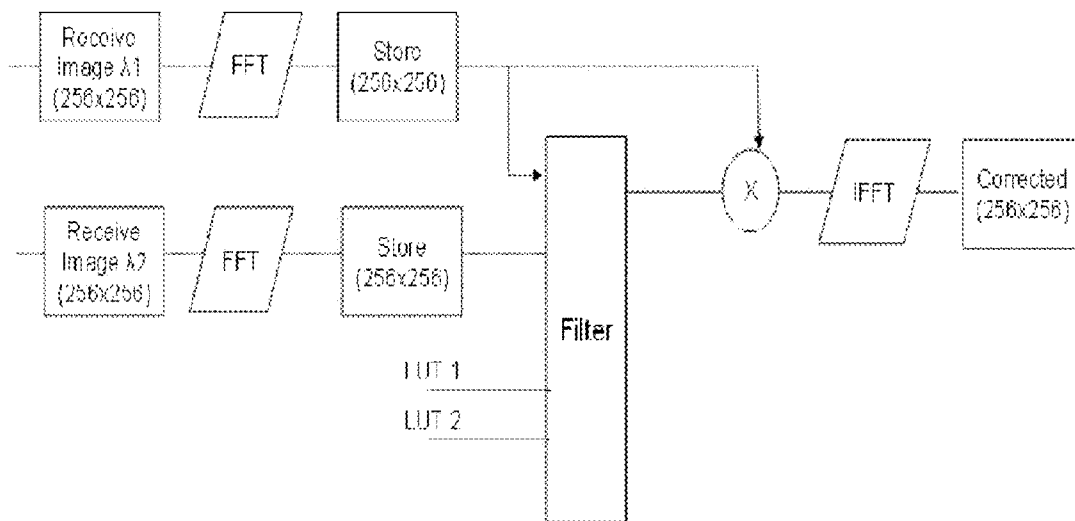 Receive
Image λ1
(256x256)
FFT
Store
(256x256)
Receive
Image λ2
(256x256)
FFT
Store
(256x256)
LUT 1
LUT 2
Filter
X
IFFT
Corrected
(256x256)